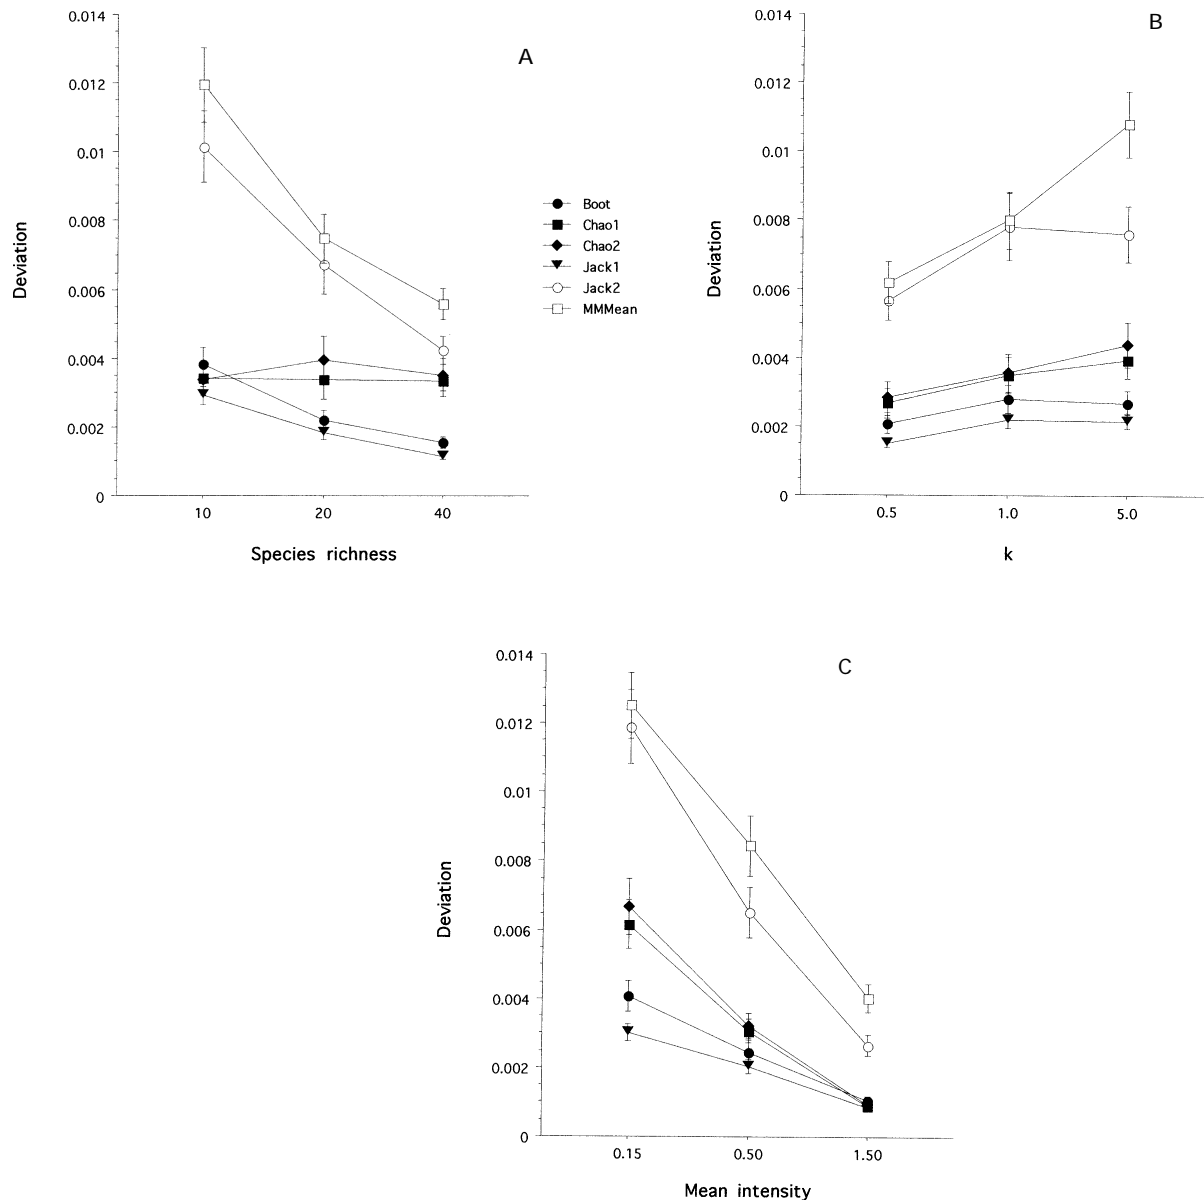 A
0.014
0.012
0.01
0.008
0.006
0.004
0.002
0
Deviation
10 20 40
Species richness
Boot
Chao1
Chao2
Jack1
Jack2
MMMean
B
0.014
0.012
0.01
0.008
0.006
0.004
0.002
0
Deviation
0.5 1.0 5.0
k
C
0.014
0.012
0.01
0.008
0.006
0.004
0.002
0
Deviation
0.15 0.50 1.50
Mean intensity